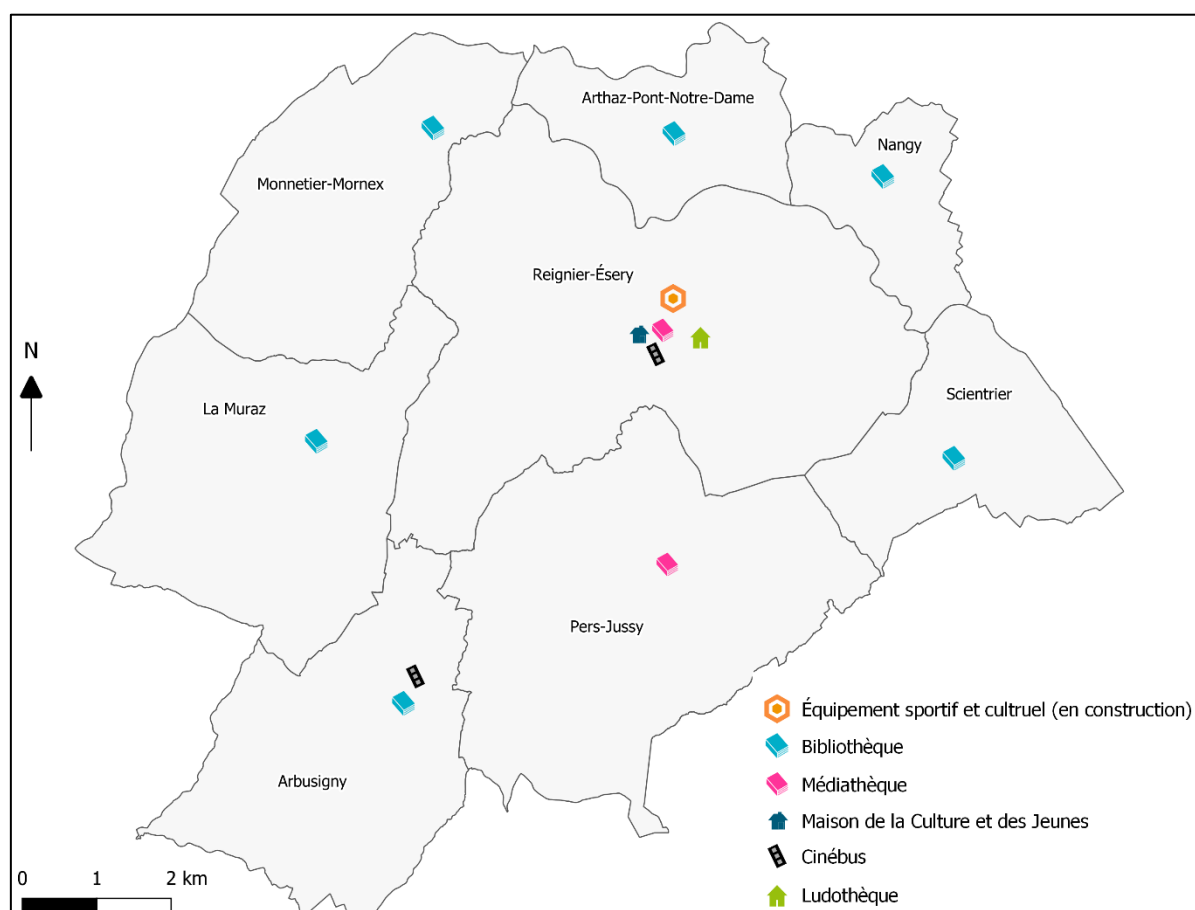 Arthaz-Pont-Notre-Dame
Nangy
Monnetier-Mornex
Reignier-Ésery
N
Scientrier
La Muraz
Pers-Jussy
Arbusigny
Équipement sportif et cultruel (en construction)
Bibliothèque
Médiathèque
Maison de la Culture et des Jeunes
Cinébus
Ludothèque
0 1 2 km